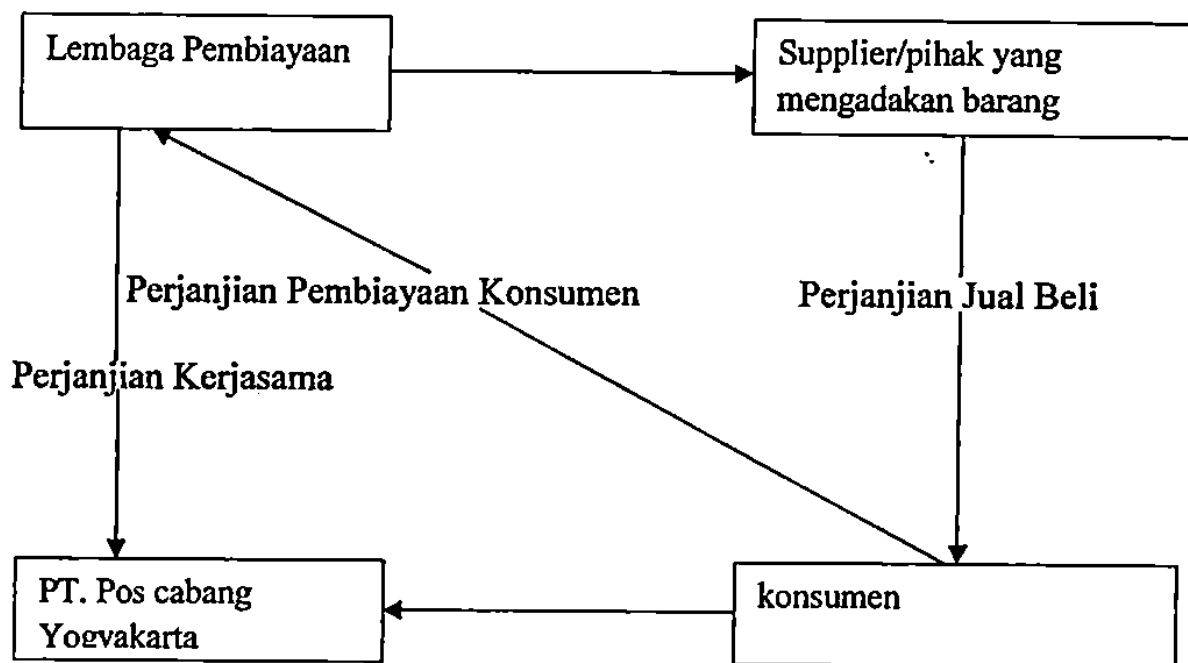 Lembaga Pembiayaan
Supplier/pihak yang
mengadakan barang
Perjanjian Pembiayaan Konsumen
Perjanjian Jual Beli
Perjanjian Kerjasama
PT. Pos cabang
Yogyakarta
konsumen